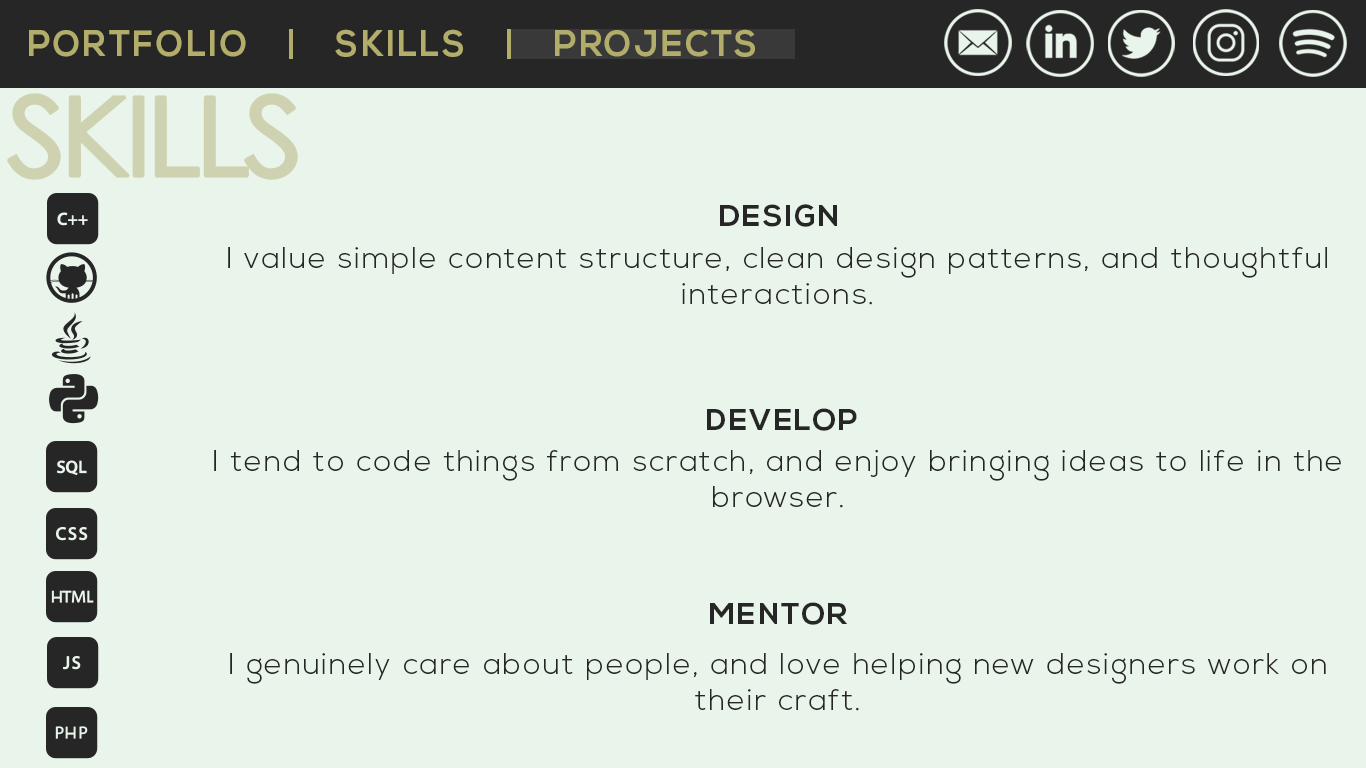 PORTFOLIO | SKILLS | PROJECTS
in
SKILLS
C++
DESIGN
I value simple content structure, clean design patterns, and thoughtful
interactions.
DEVELOP
I tend to code things from scratch, and enjoy bringing ideas to life in the
browser.
SQL
CSS
HTML
MENTOR
JS
I genuinely care about people, and love helping new designers work on
their craft.
PHP